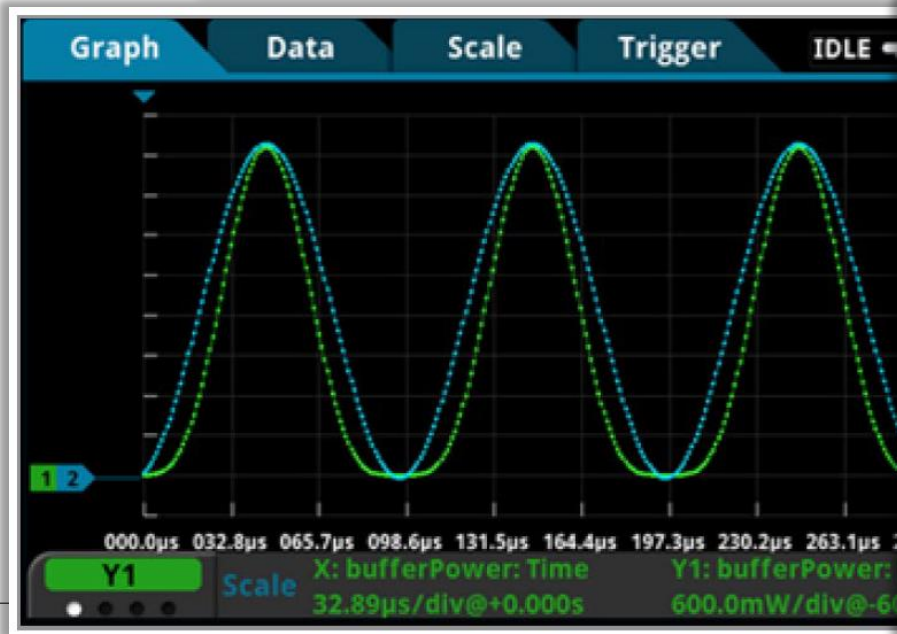 Graph Data Scale Trigger IDLE
1 2
000.0µs 032.8µs 065.7µs 098.6µs 131.5µs 164.4µs 197.3µs 230.2µs 263.1µs
Y1 Scale X: bufferPower: Time Y1: bufferPower:
32.89µs/div@+0.000s 600.0mW/div@-6